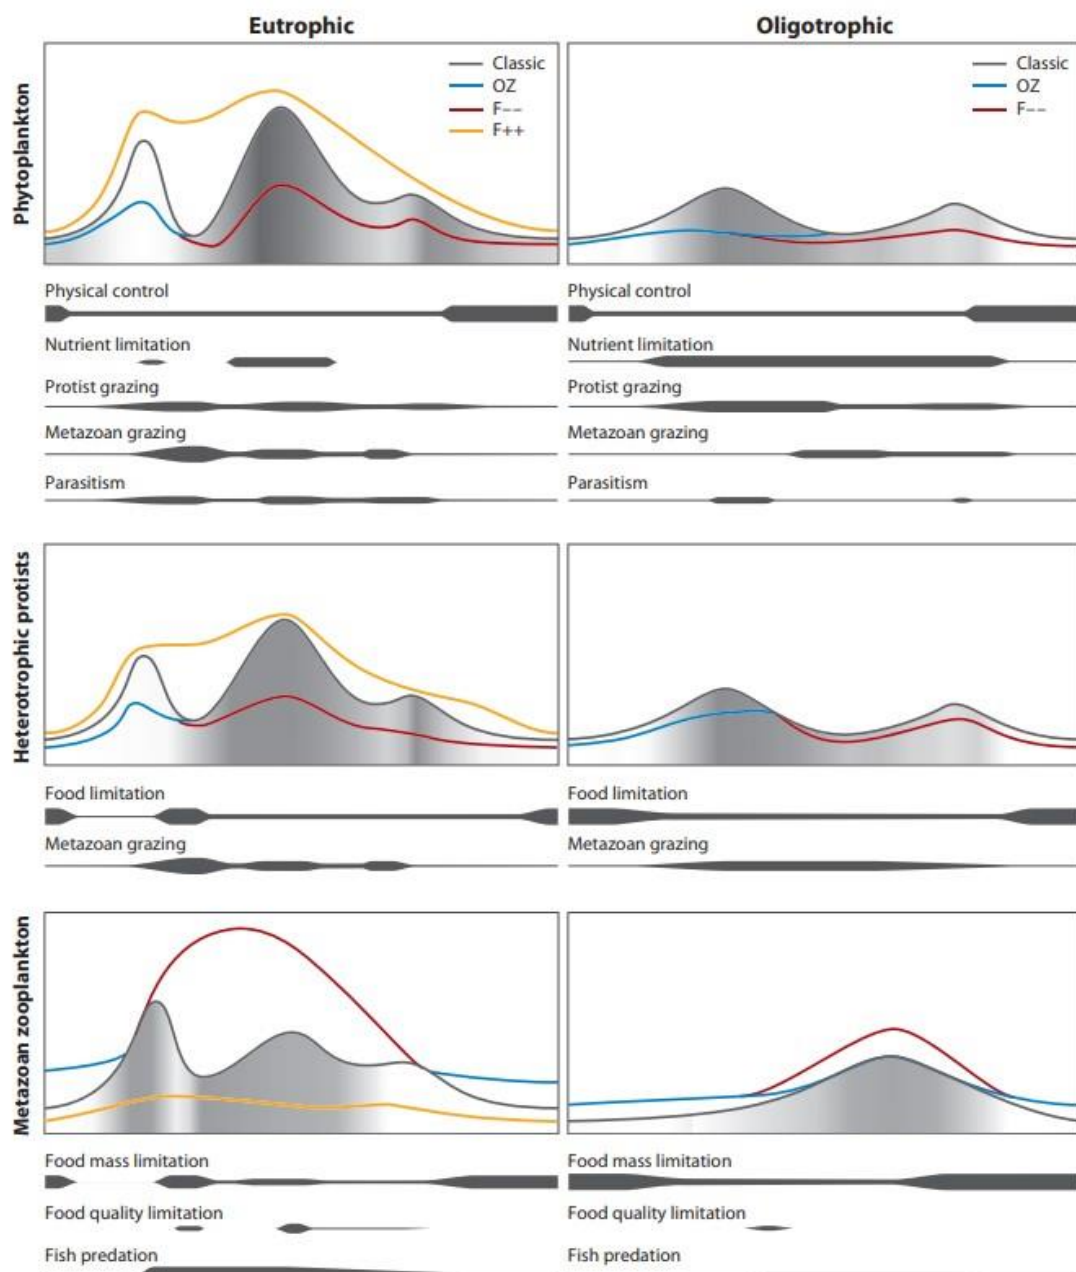 Eutrophic
Oligotrophic
Phytoplankton
Classic
OZ
F−−
F++
Classic
OZ
F−−
Physical control
Nutrient limitation
Protist grazing
Metazoan grazing
Parasitism
Physical control
Nutrient limitation
Protist grazing
Metazoan grazing
Parasitism
Heterotrophic protists
Food limitation
Metazoan grazing
Food limitation
Metazoan grazing
Metazoan zooplankton
Food mass limitation
Food quality limitation
Fish predation
Food mass limitation
Food quality limitation
Fish predation